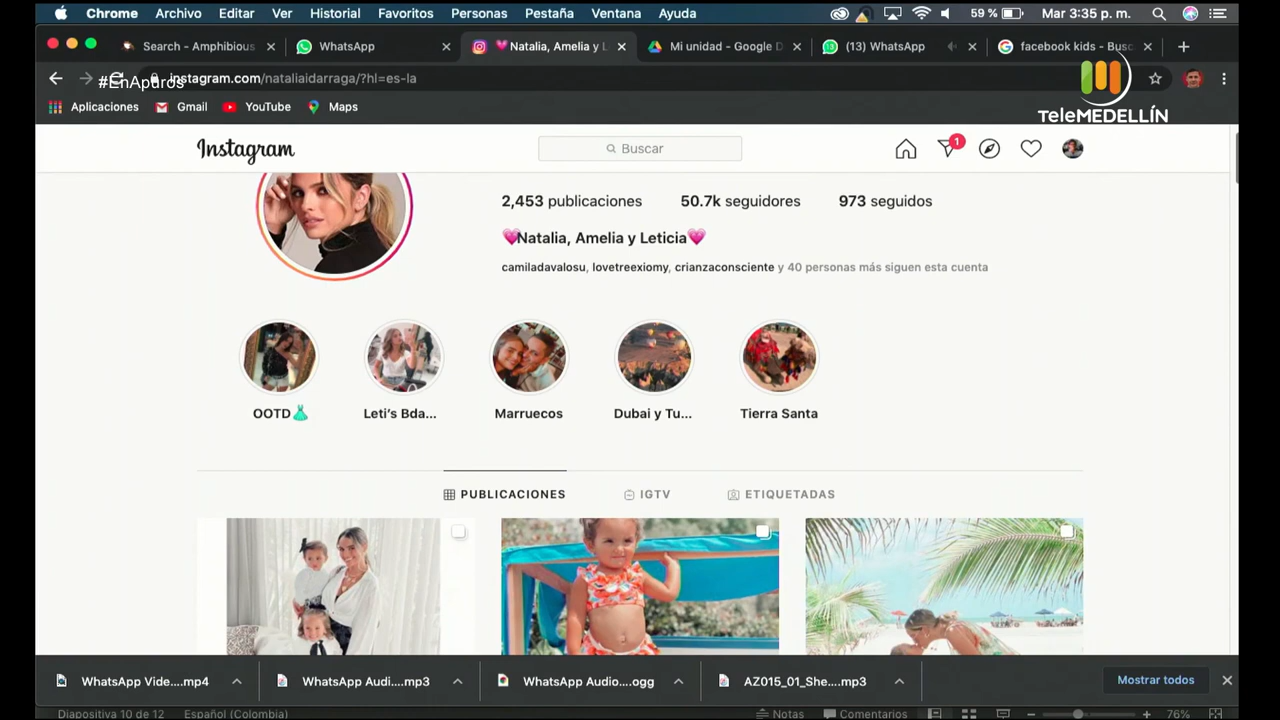 Chrome Archivo Editar Ver Historial Favoritos Personas Pestaña Ventana Ayuda 59 % Mar 3:35 p. m.
Search - Amphibious WhatsApp Natalia, Amelia y L Mi unidad - Google D (13) WhatsApp facebook kids - Bus
#EnApuros
instagram.com/nataliaidarraga/?hl=es-la
TeleMEDELLÍN
Aplicaciones Gmail YouTube Maps
Instagram Buscar 1
2,453 publicaciones 50.7k seguidores 973 seguidos
💗Natalia, Amelia y Leticia💗
camiladavalosu, lovetreexiomy, crianzaconsciente y 40 personas más siguen esta cuenta
OOTD👗 Leti's Bda... Marruecos Dubai y Tu... Tierra Santa
PUBLICACIONES IGTV ETIQUETADAS
WhatsApp Vide....mp4 WhatsApp Audi....mp3 WhatsApp Audio....ogg AZ015_01_She....mp3 Mostrar todos
Diapositiva 10 de 12 Español (Colombia) Notas Comentarios 76%